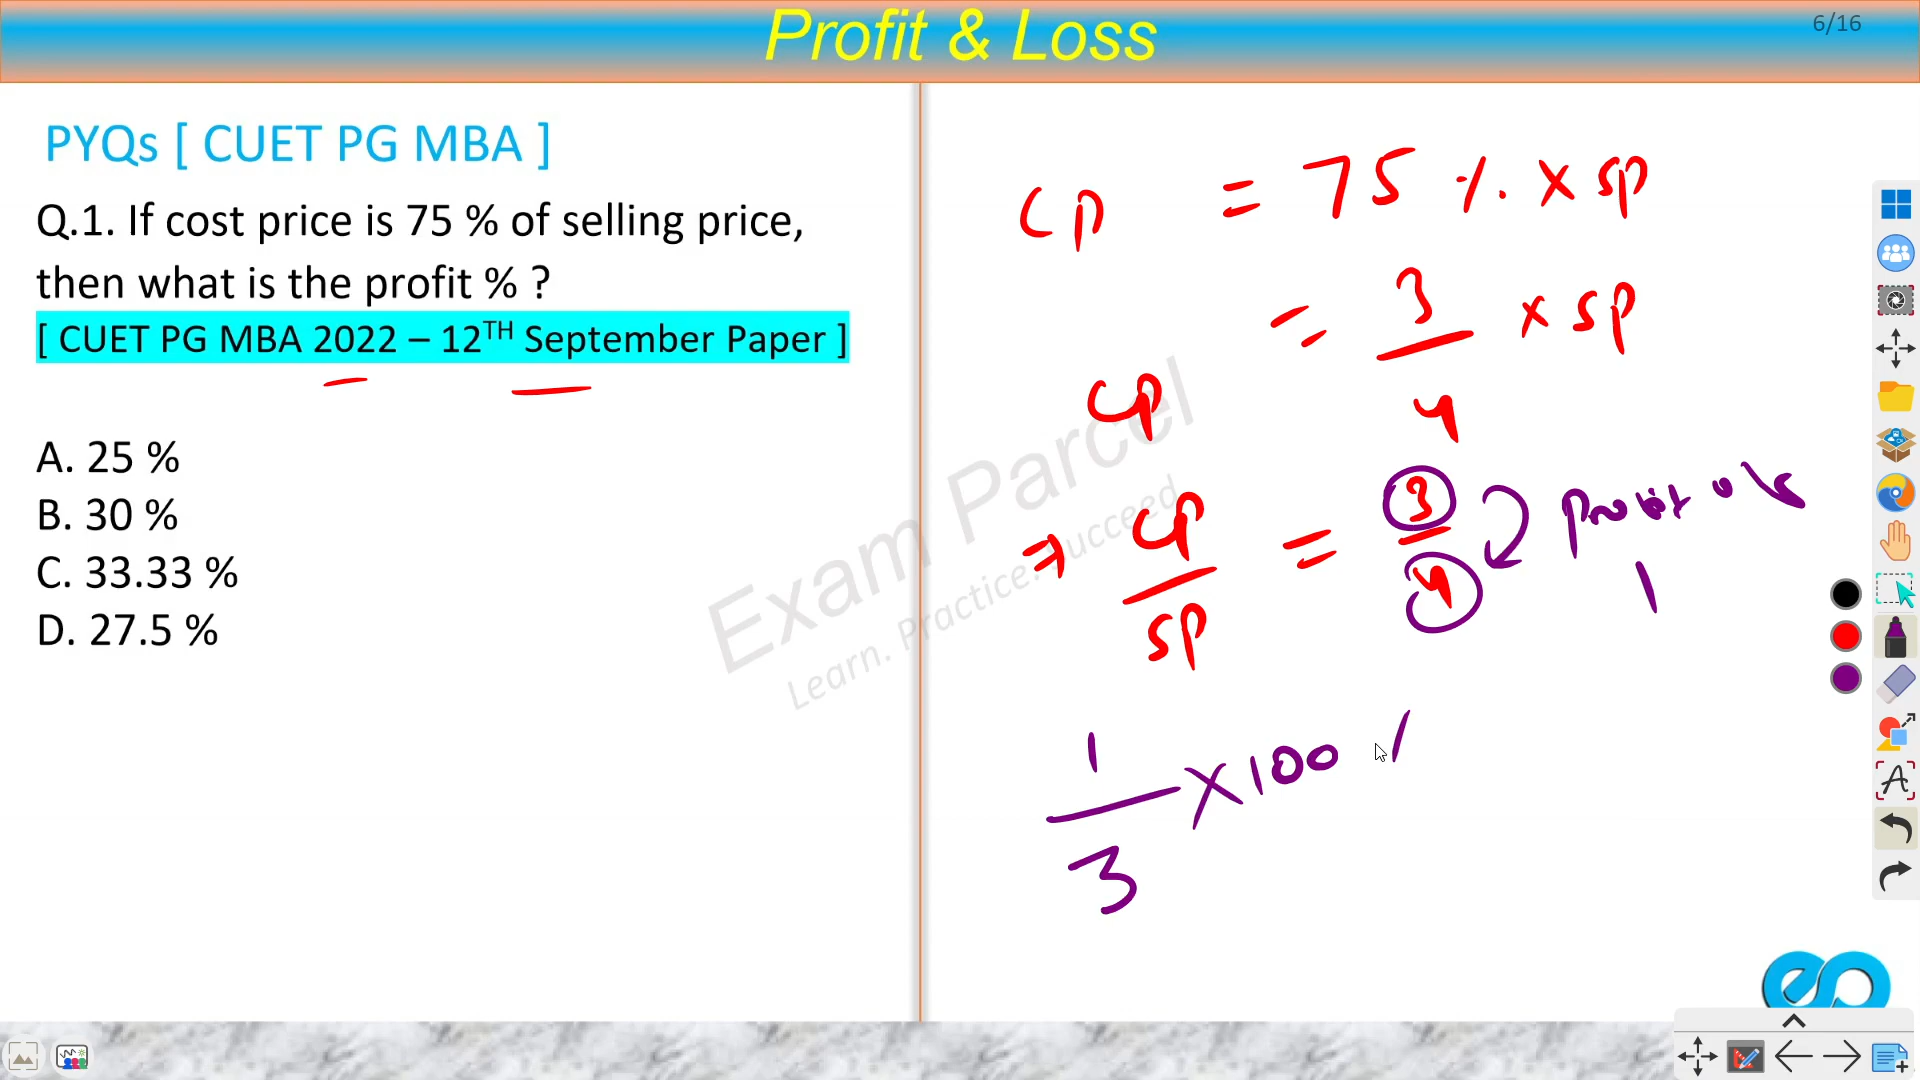 Profit & Loss
6/16
PYQs [ CUET PG MBA ]
Q.1. If cost price is 75 % of selling price,
then what is the profit % ?
[ CUET PG MBA 2022 – 12TH September Paper ]
A. 25 %
B. 30 %
C. 33.33 %
D. 27.5 %
CP = 75 % × SP
= 3/4 × SP
CP
⇒ CP/SP = 3/4
Profit
1
1/3 × 100
Exam Parcel
Learn. Practice. Succeed
ep